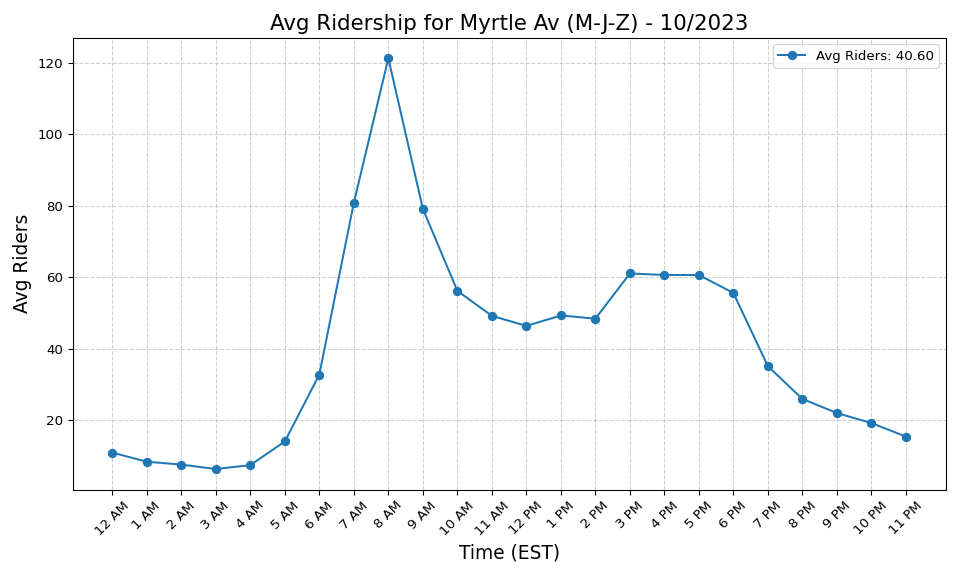 Avg Ridership for Myrtle Av (M-J-Z) - 10/2023
Avg Riders: 40.60
Avg Riders
120
100
80
60
40
20
12 AM
1 AM
2 AM
3 AM
4 AM
5 AM
6 AM
7 AM
8 AM
9 AM
10 AM
11 AM
12 PM
1 PM
2 PM
3 PM
4 PM
5 PM
6 PM
7 PM
8 PM
9 PM
10 PM
11 PM
Time (EST)